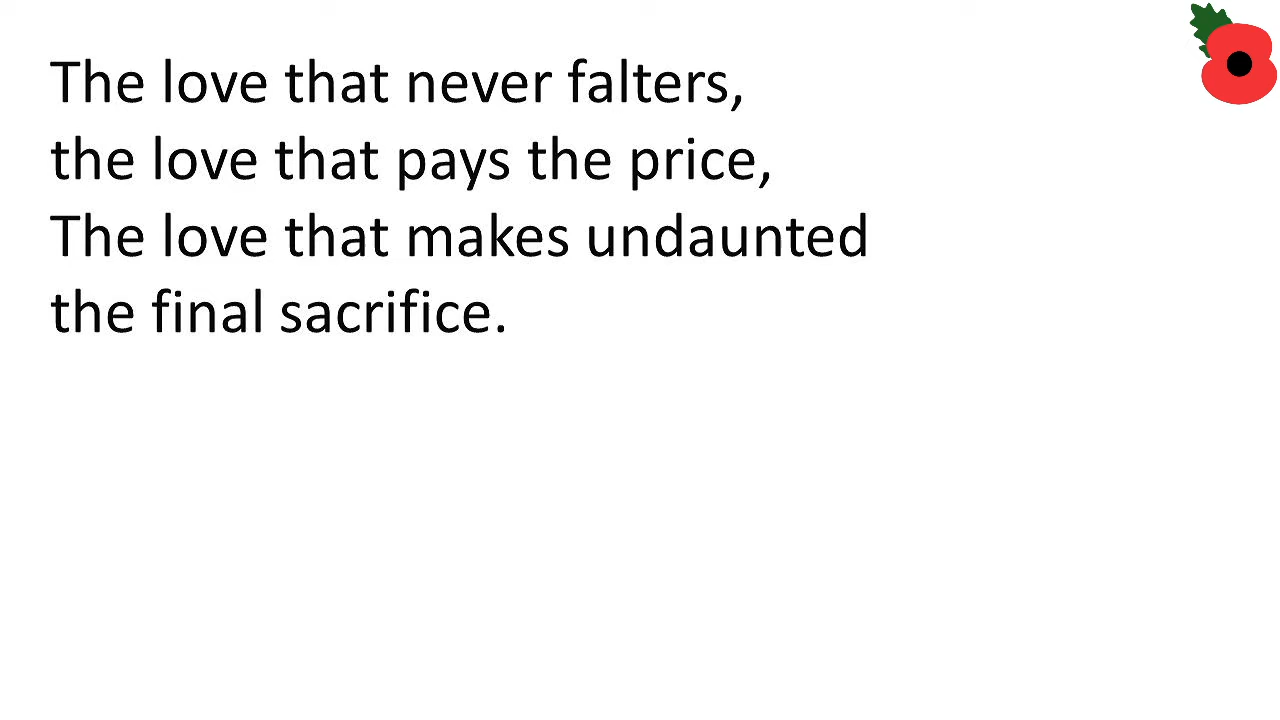 The love that never falters,
the love that pays the price,
The love that makes undaunted
the final sacrifice.